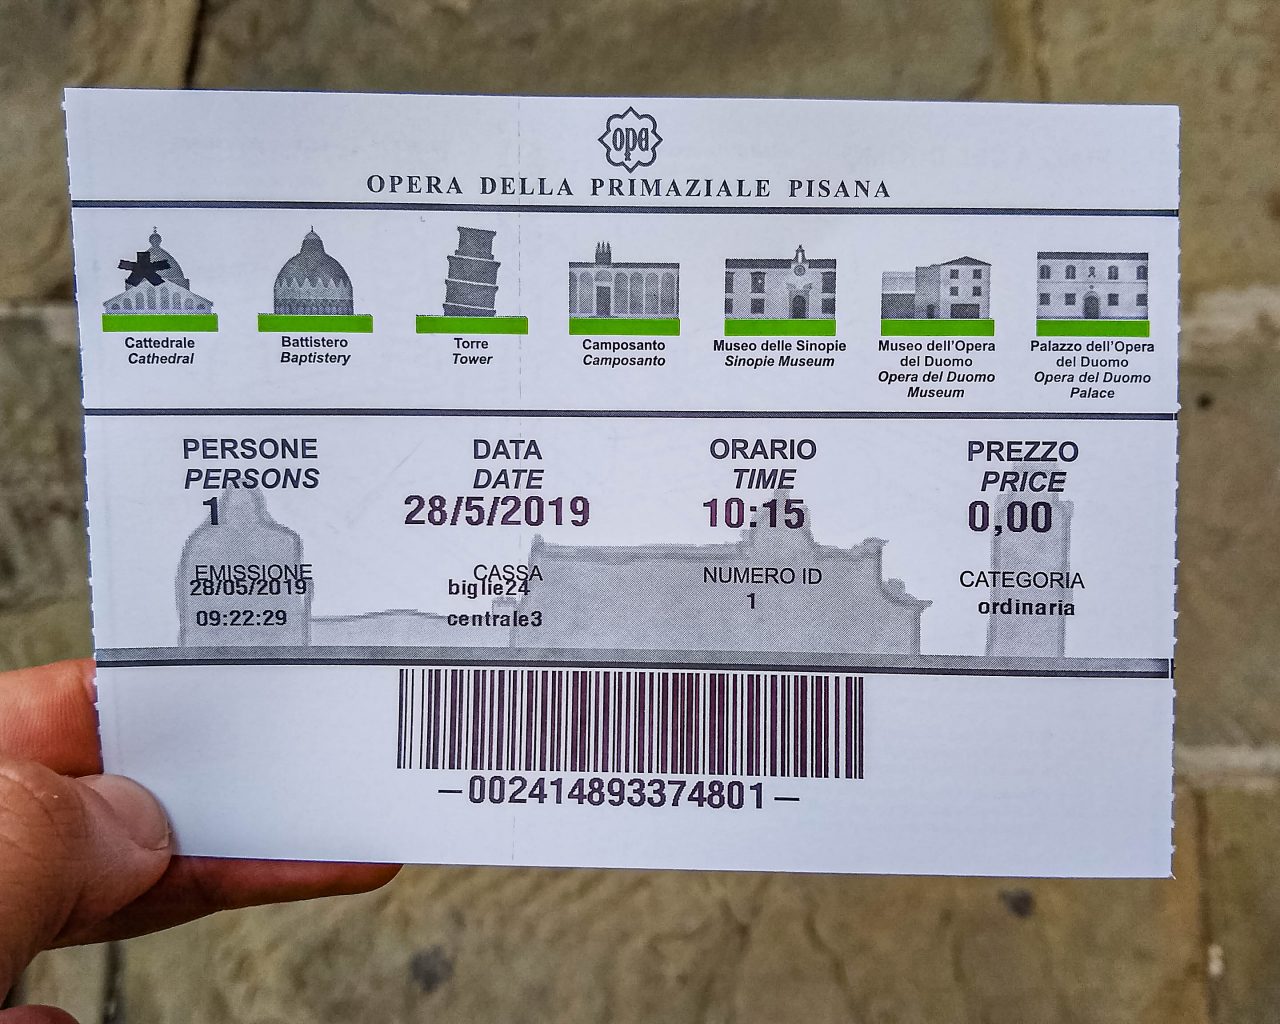 opa
OPERA DELLA PRIMAZIALE PISANA
Cattedrale
Cathedral
Battistero
Baptistery
Torre
Tower
Camposanto
Camposanto
Museo delle Sinopie
Sinopie Museum
Museo dell'Opera
del Duomo
Opera del Duomo
Museum
Palazzo dell'Opera
del Duomo
Opera del Duomo
Palace
PERSONE
PERSONS
1
DATA
DATE
28/5/2019
ORARIO
TIME
10:15
PREZZO
PRICE
0,00
EMISSIONE
28/05/2019
09:22:29
CASSA
biglie24
centrale3
NUMERO ID
1
CATEGORIA
ordinaria
—002414893374801—